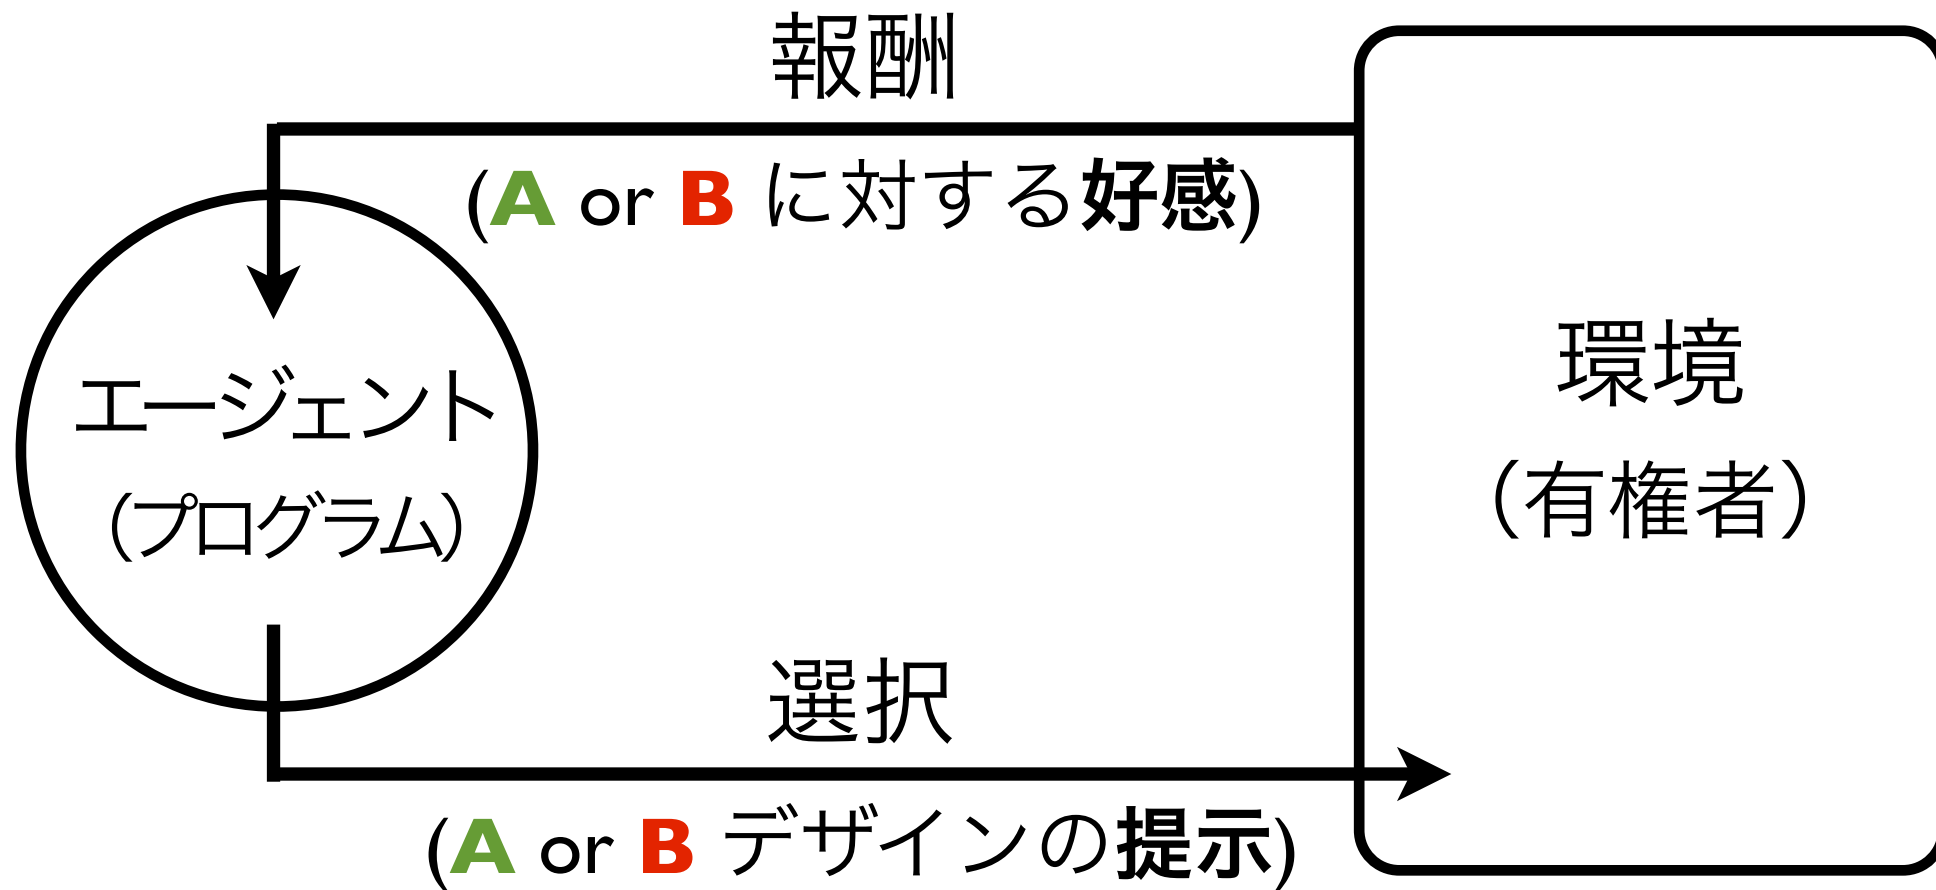 報酬
(A or B に対する好感)
エージェント
（プログラム）
環境
（有権者）
選択
(A or B デザインの提示)